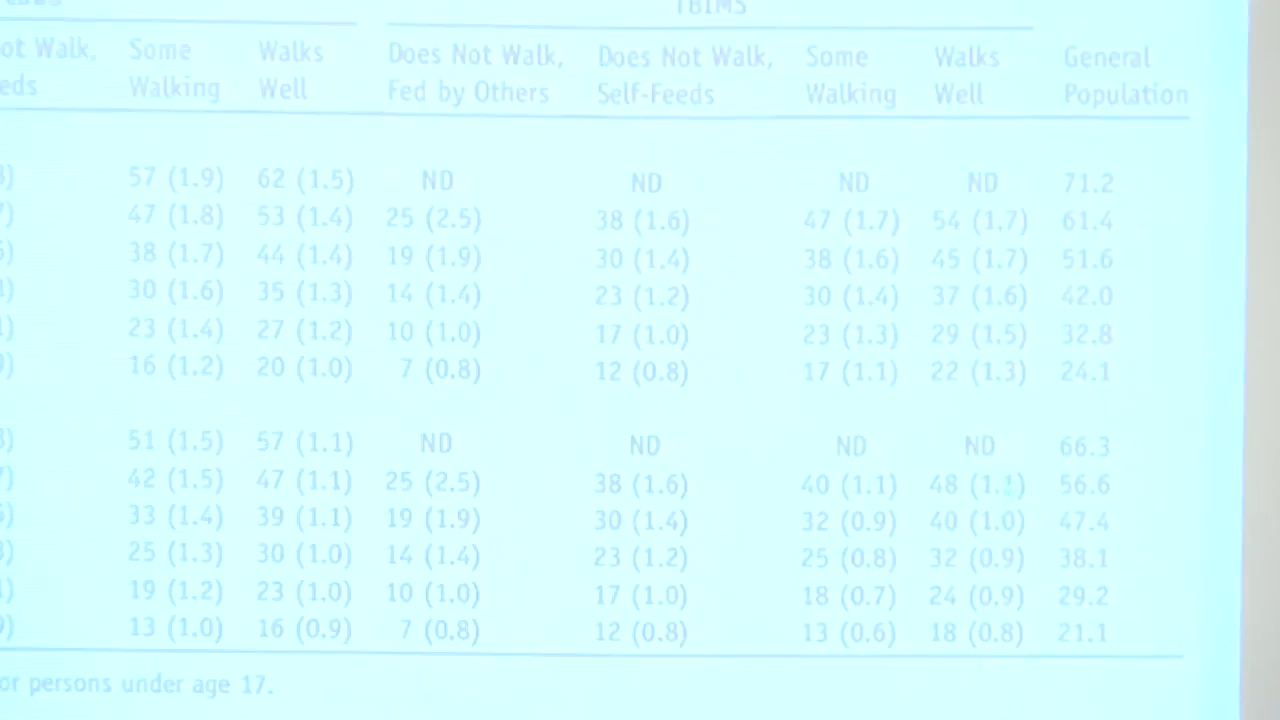 TBIMS
ot Walk, Some Walks Does Not Walk, Does Not Walk, Some Walks General
eds Walking Well Fed by Others Self-Feeds Walking Well Population
) 57 (1.9) 62 (1.5) ND ND ND ND 71.2
) 47 (1.8) 53 (1.4) 25 (2.5) 38 (1.6) 47 (1.7) 54 (1.7) 61.4
) 38 (1.7) 44 (1.4) 19 (1.9) 30 (1.4) 38 (1.6) 45 (1.7) 51.6
) 30 (1.6) 35 (1.3) 14 (1.4) 23 (1.2) 30 (1.4) 37 (1.6) 42.0
) 23 (1.4) 27 (1.2) 10 (1.0) 17 (1.0) 23 (1.3) 29 (1.5) 32.8
) 16 (1.2) 20 (1.0) 7 (0.8) 12 (0.8) 17 (1.1) 22 (1.3) 24.1
) 51 (1.5) 57 (1.1) ND ND ND ND 66.3
) 42 (1.5) 47 (1.1) 25 (2.5) 38 (1.6) 40 (1.1) 48 (1.1) 56.6
) 33 (1.4) 39 (1.1) 19 (1.9) 30 (1.4) 32 (0.9) 40 (1.0) 47.4
) 25 (1.3) 30 (1.0) 14 (1.4) 23 (1.2) 25 (0.8) 32 (0.9) 38.1
) 19 (1.2) 23 (1.0) 10 (1.0) 17 (1.0) 18 (0.7) 24 (0.9) 29.2
) 13 (1.0) 16 (0.9) 7 (0.8) 12 (0.8) 13 (0.6) 18 (0.8) 21.1
or persons under age 17.